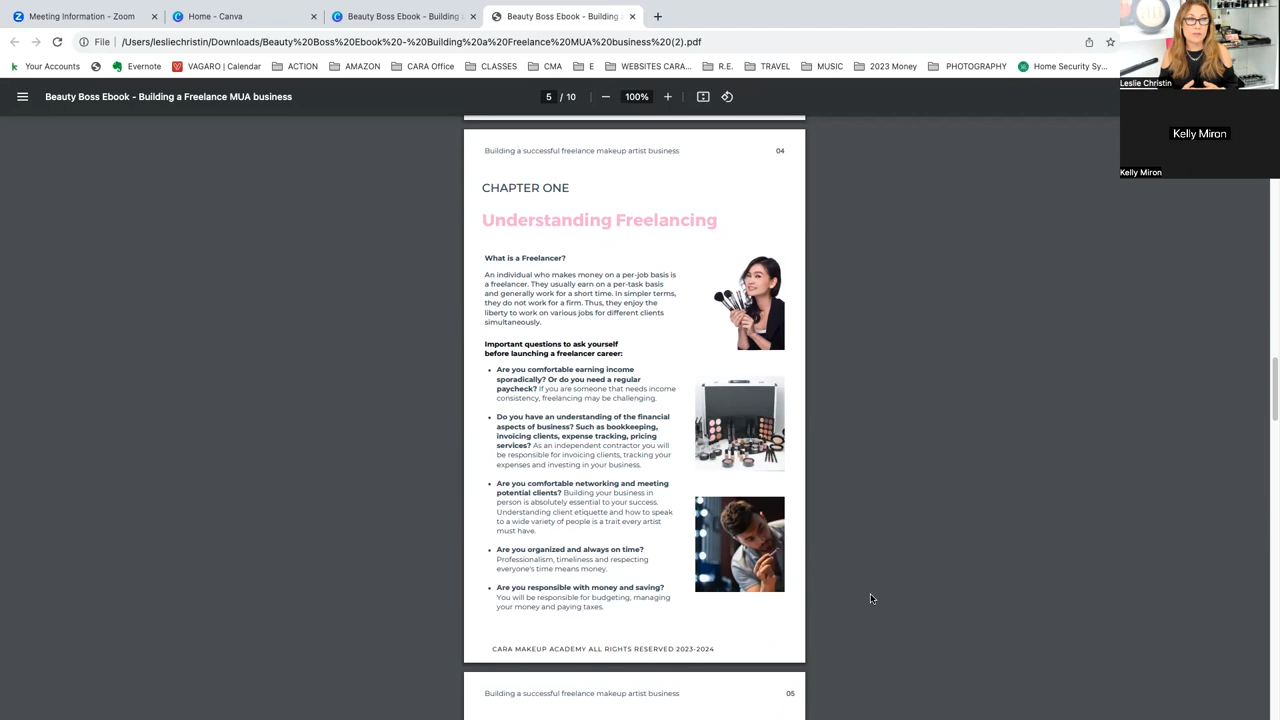 Meeting Information - Zoom
Home - Canva
Beauty Boss Ebook - Building
Beauty Boss Ebook - Building
File /Users/lesliechristin/Downloads/Beauty%20Boss%20Ebook%20-%20Building%20a%20Freelance%20MUA%20business%20(2).pdf
Your Accounts
Evernote
VAGARO | Calendar
ACTION
AMAZON
CARA Office
CLASSES
CMA
E
WEBSITES CARA...
R.E.
TRAVEL
MUSIC
2023 Money
PHOTOGRAPHY
Home Security Sy...
Leslie Christin
Beauty Boss Ebook - Building a Freelance MUA business
5 / 10
100%
Kelly Miron
Kelly Miron
Building a successful freelance makeup artist business
04
CHAPTER ONE
Understanding Freelancing
What is a Freelancer?
An individual who makes money on a per-job basis is
a freelancer. They usually earn on a per-task basis
and generally work for a short time. In simpler terms,
they do not work for a firm. Thus, they enjoy the
liberty to work on various jobs for different clients
simultaneously.
Important questions to ask yourself
before launching a freelancer career:
• Are you comfortable earning income
sporadically? Or do you need a regular
paycheck? If you are someone that needs income
consistency, freelancing may be challenging.
• Do you have an understanding of the financial
aspects of business? Such as bookkeeping,
invoicing clients, expense tracking, pricing
services? As an independent contractor you will
be responsible for invoicing clients, tracking your
expenses and investing in your business.
• Are you comfortable networking and meeting
potential clients? Building your business in
person is absolutely essential to your success.
Understanding client etiquette and how to speak
to a wide variety of people is a trait every artist
must have.
• Are you organized and always on time?
Professionalism, timeliness and respecting
everyone's time means money.
• Are you responsible with money and saving?
You will be responsible for budgeting, managing
your money and paying taxes.
CARA MAKEUP ACADEMY ALL RIGHTS RESERVED 2023-2024
Building a successful freelance makeup artist business
05